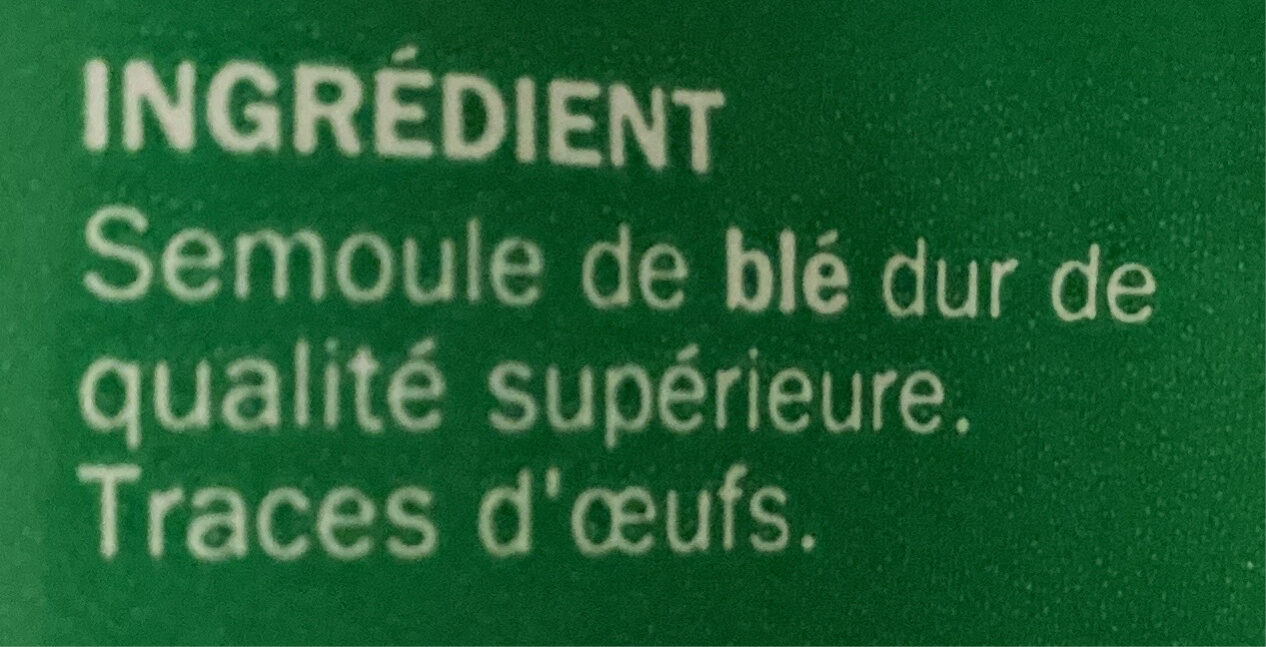 INGRÉDIENT
Semoule de blé dur de
qualité supérieure.
Traces d'œufs.